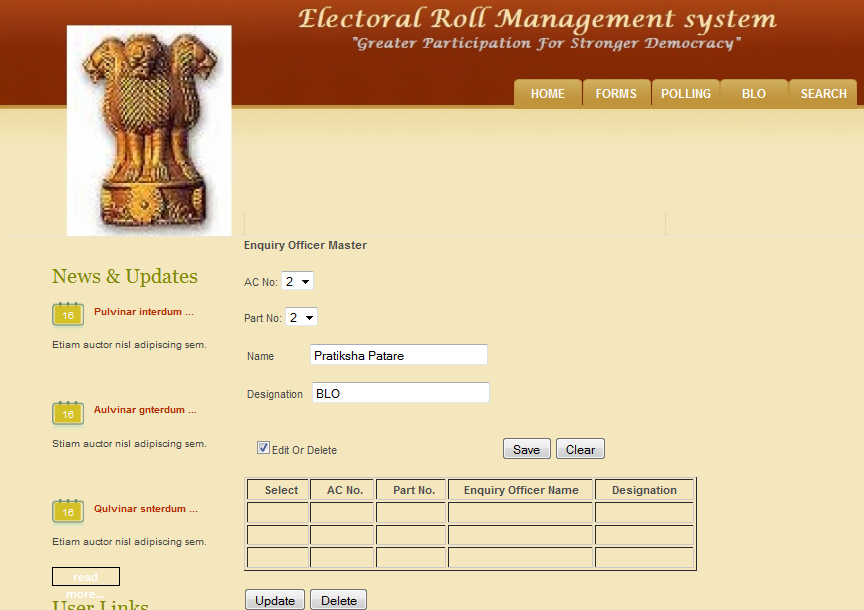 Electoral Roll Management system
"Greater Participation For Stronger Democracy"
HOME FORMS POLLING BLO SEARCH
Enquiry Officer Master
News & Updates
AC No: 2
16 Pulvinar interdum ...
Part No: 2
Etiam auctor nisl adipiscing sem.
Name Pratiksha Patare
Designation BLO
16 Aulvinar gnterdum ...
Stiam auctor nisl adipiscing sem.
Edit Or Delete Save Clear
Select AC No. Part No. Enquiry Officer Name Designation
16 Qulvinar snterdum ...
Etiam auctor nisl adipiscing sem.
read
more...
Update Delete
User Links